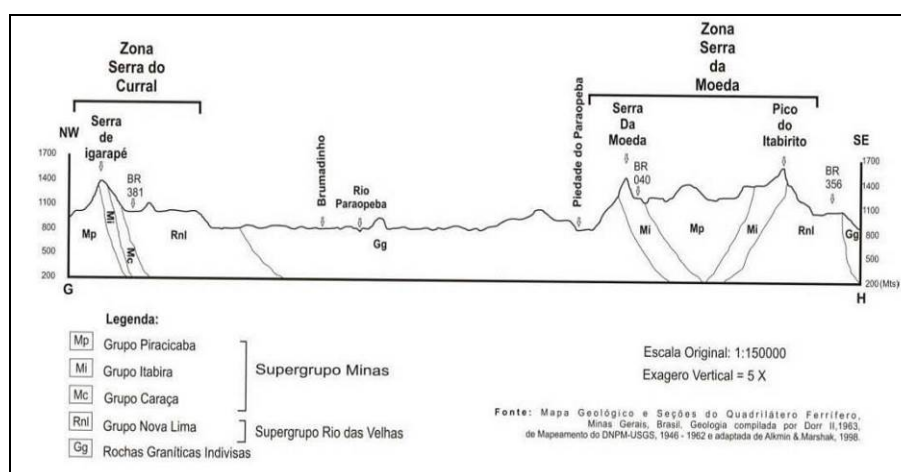 Zona
Serra do
Curral
Zona
Serra
da
Moeda
NW
Serra
de
igarapé
BR
381
Brumadinho
Rio
Paraopeba
Piedade do Paraopeba
Serra
Da
Moeda
BR
040
Pico
do
Itabirito
BR
356
SE
1700
1400
1100
800
500
200
Mp
Mi
Mc
Rnl
Gg
Mi
Mp
Mi
Rnl
Gg
1700
1400
1100
800
500
200 (Mts)
G
H
Legenda:
Mp Grupo Piracicaba
Mi Grupo Itabira
Mc Grupo Caraça
Supergrupo Minas
Rnl Grupo Nova Lima
Supergrupo Rio das Velhas
Gg Rochas Graníticas Indivisas
Escala Original: 1:150000
Exagero Vertical = 5 X
Fonte: Mapa Geológico e Seções do Quadrilátero Ferrífero,
Minas Gerais, Brasil. Geologia compilada por Dorr II,1963,
de Mapeamento do DNPM-USGS, 1946 - 1962 e adaptada de Alkmin & Marshak, 1998.